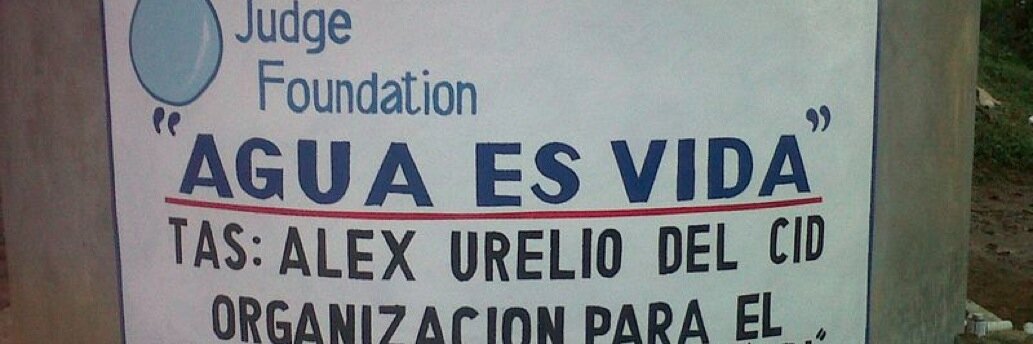 Judge
Foundation
"AGUA ES VIDA"
TAS: ALEX URELIO DEL CID
ORGANIZACION PARA EL